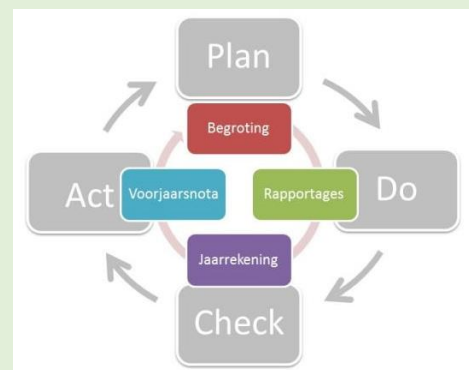 Plan
Begroting
Act
Voorjaarsnota
Rapportages
Do
Jaarrekening
Check